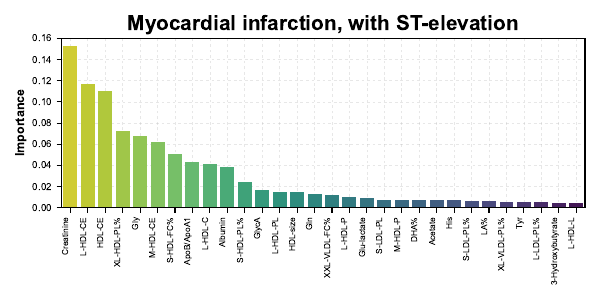 Myocardial infarction, with ST-elevation
Importance
0.16
0.14
0.12
0.10
0.08
0.06
0.04
0.02
0.00
Creatinine
L-HDL-CE
HDL-CE
XL-HDL-PL%
Gly
M-HDL-CE
S-HDL-FC%
ApoB/ApoA1
L-HDL-C
Albumin
S-HDL-PL%
GlycA
L-HDL-PL
HDL-size
Gln
XXL-VLDL-FC%
L-HDL-P
Glu-lactate
S-LDL-PL
M-HDL-P
DHA%
Acetate
His
S-LDL-PL%
LA%
XL-VLDL-PL%
Tyr
L-LDL-PL%
3-Hydroxybutyrate
L-HDL-L